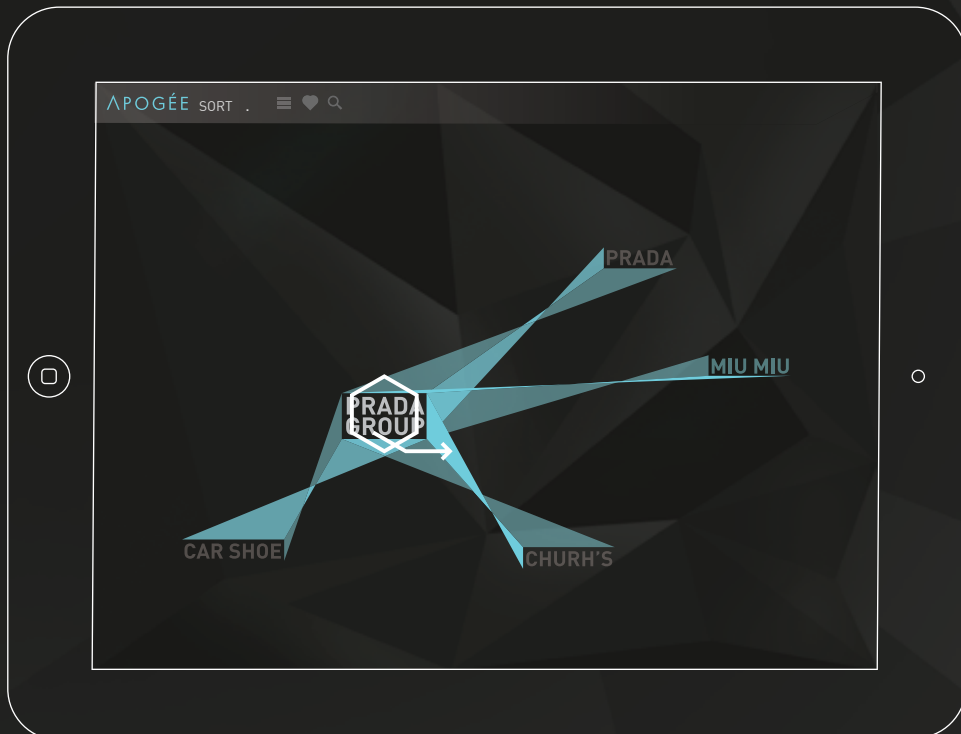 APOGÉE SORT .
PRADA
MIU MIU
PRADA
GROUP
CAR SHOE
CHURH'S